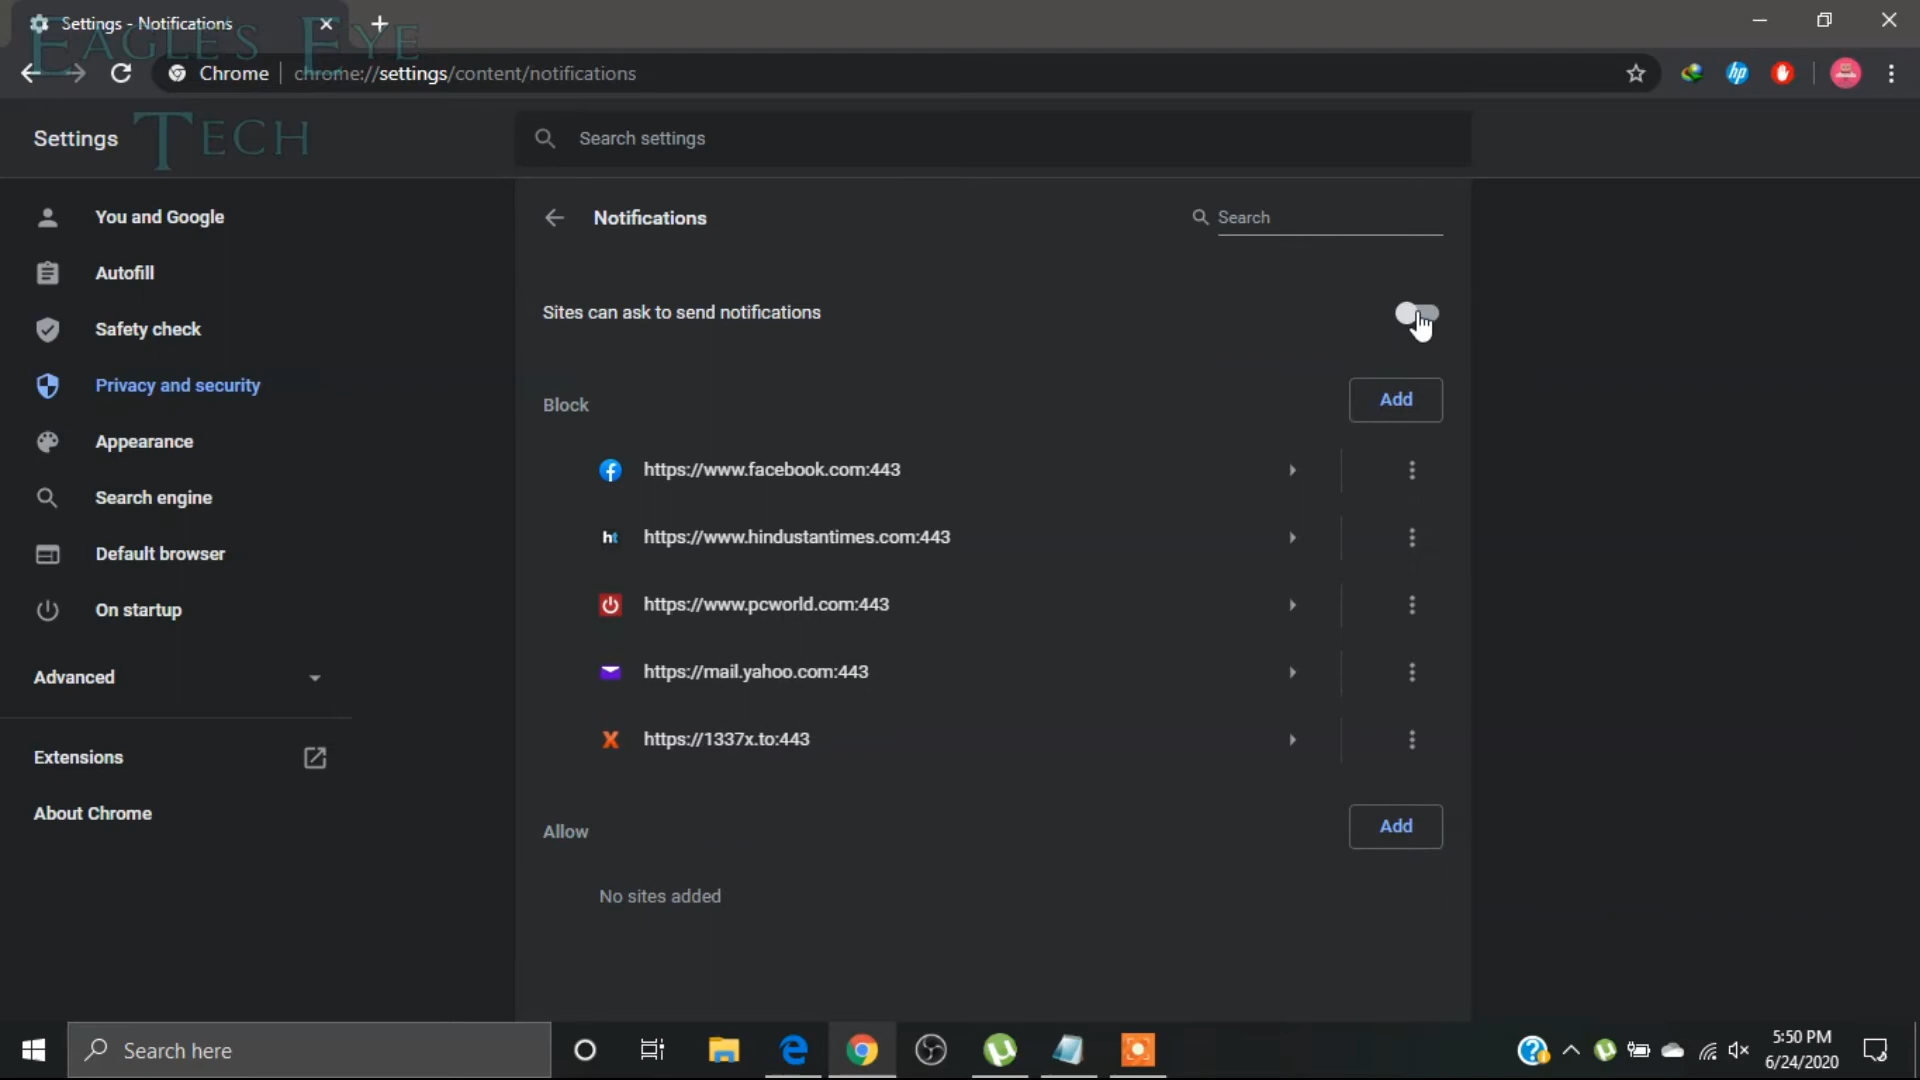 Settings - Notifications
EAGLE'S EYE
TECH
Chrome
chrome://settings/content/notifications
hp
Settings
Search settings
You and Google
Autofill
Safety check
Privacy and security
Appearance
Search engine
Default browser
On startup
Advanced
Extensions
About Chrome
Notifications
Search
Sites can ask to send notifications
Block
Add
https://www.facebook.com:443
ht
https://www.hindustantimes.com:443
https://www.pcworld.com:443
https://mail.yahoo.com:443
https://1337x.to:443
Allow
Add
No sites added
Search here
5:50 PM
6/24/2020